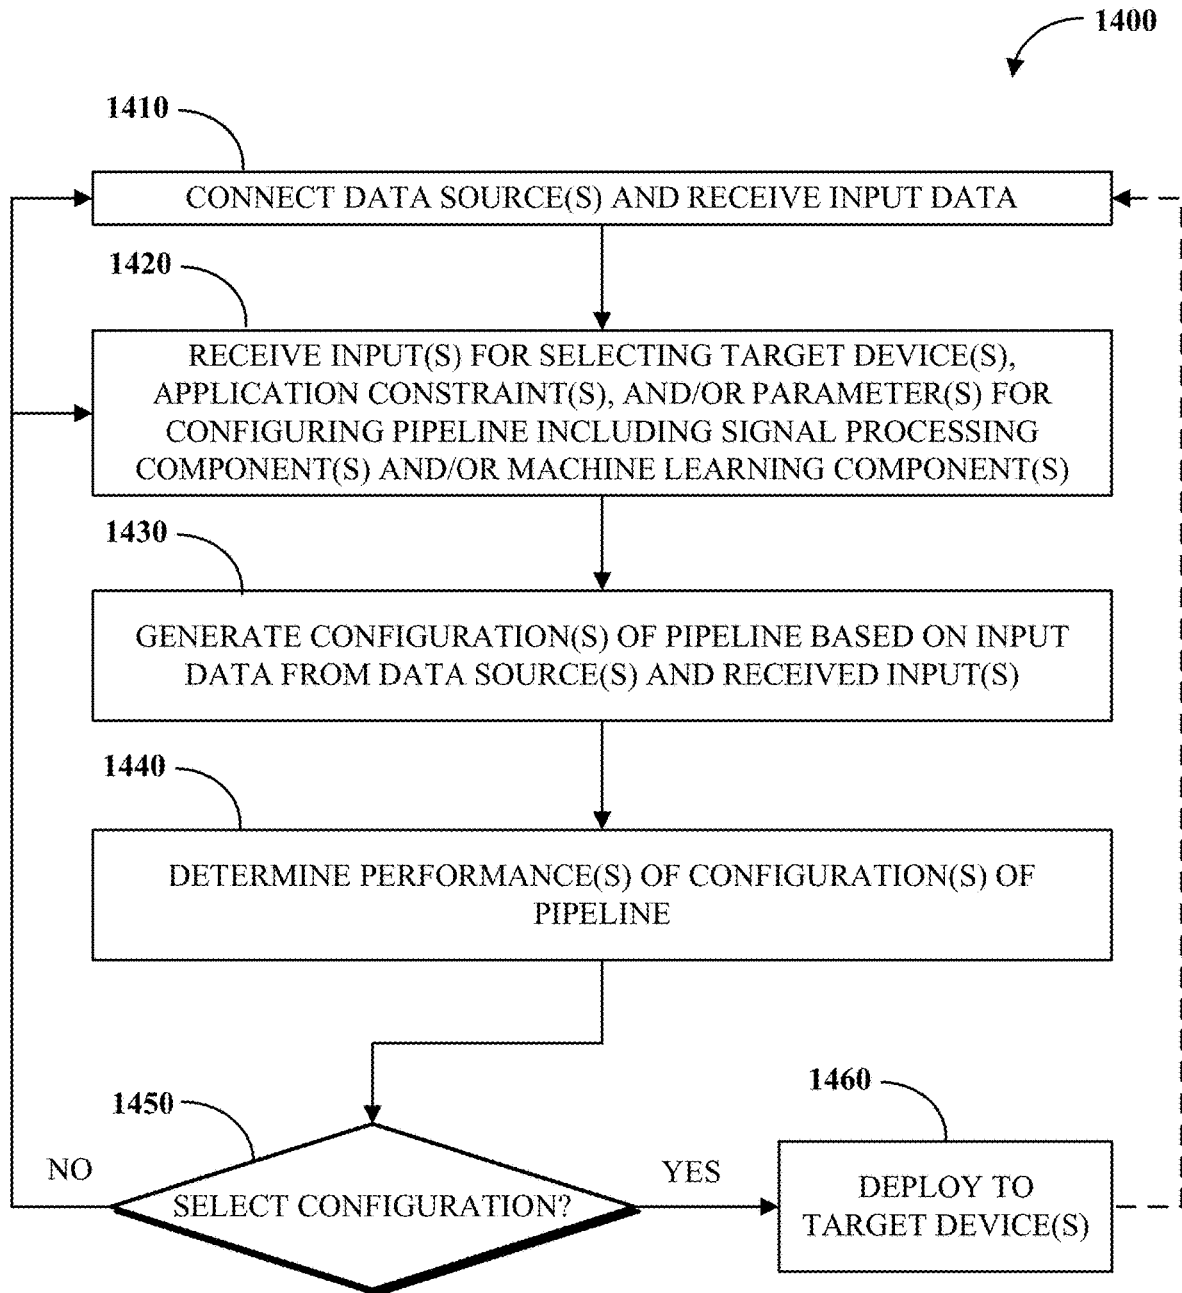 1400
1410
CONNECT DATA SOURCE(S) AND RECEIVE INPUT DATA
1420
RECEIVE INPUT(S) FOR SELECTING TARGET DEVICE(S),
APPLICATION CONSTRAINT(S), AND/OR PARAMETER(S) FOR
CONFIGURING PIPELINE INCLUDING SIGNAL PROCESSING
COMPONENT(S) AND/OR MACHINE LEARNING COMPONENT(S)
1430
GENERATE CONFIGURATION(S) OF PIPELINE BASED ON INPUT
DATA FROM DATA SOURCE(S) AND RECEIVED INPUT(S)
1440
DETERMINE PERFORMANCE(S) OF CONFIGURATION(S) OF
PIPELINE
1450
NO
SELECT CONFIGURATION?
YES
1460
DEPLOY TO
TARGET DEVICE(S)